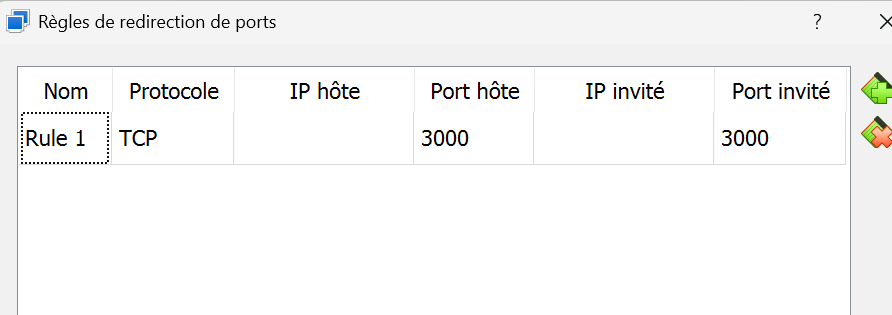 Règles de redirection de ports
Nom Protocole IP hôte Port hôte IP invité Port invité
Rule 1 TCP 3000 3000